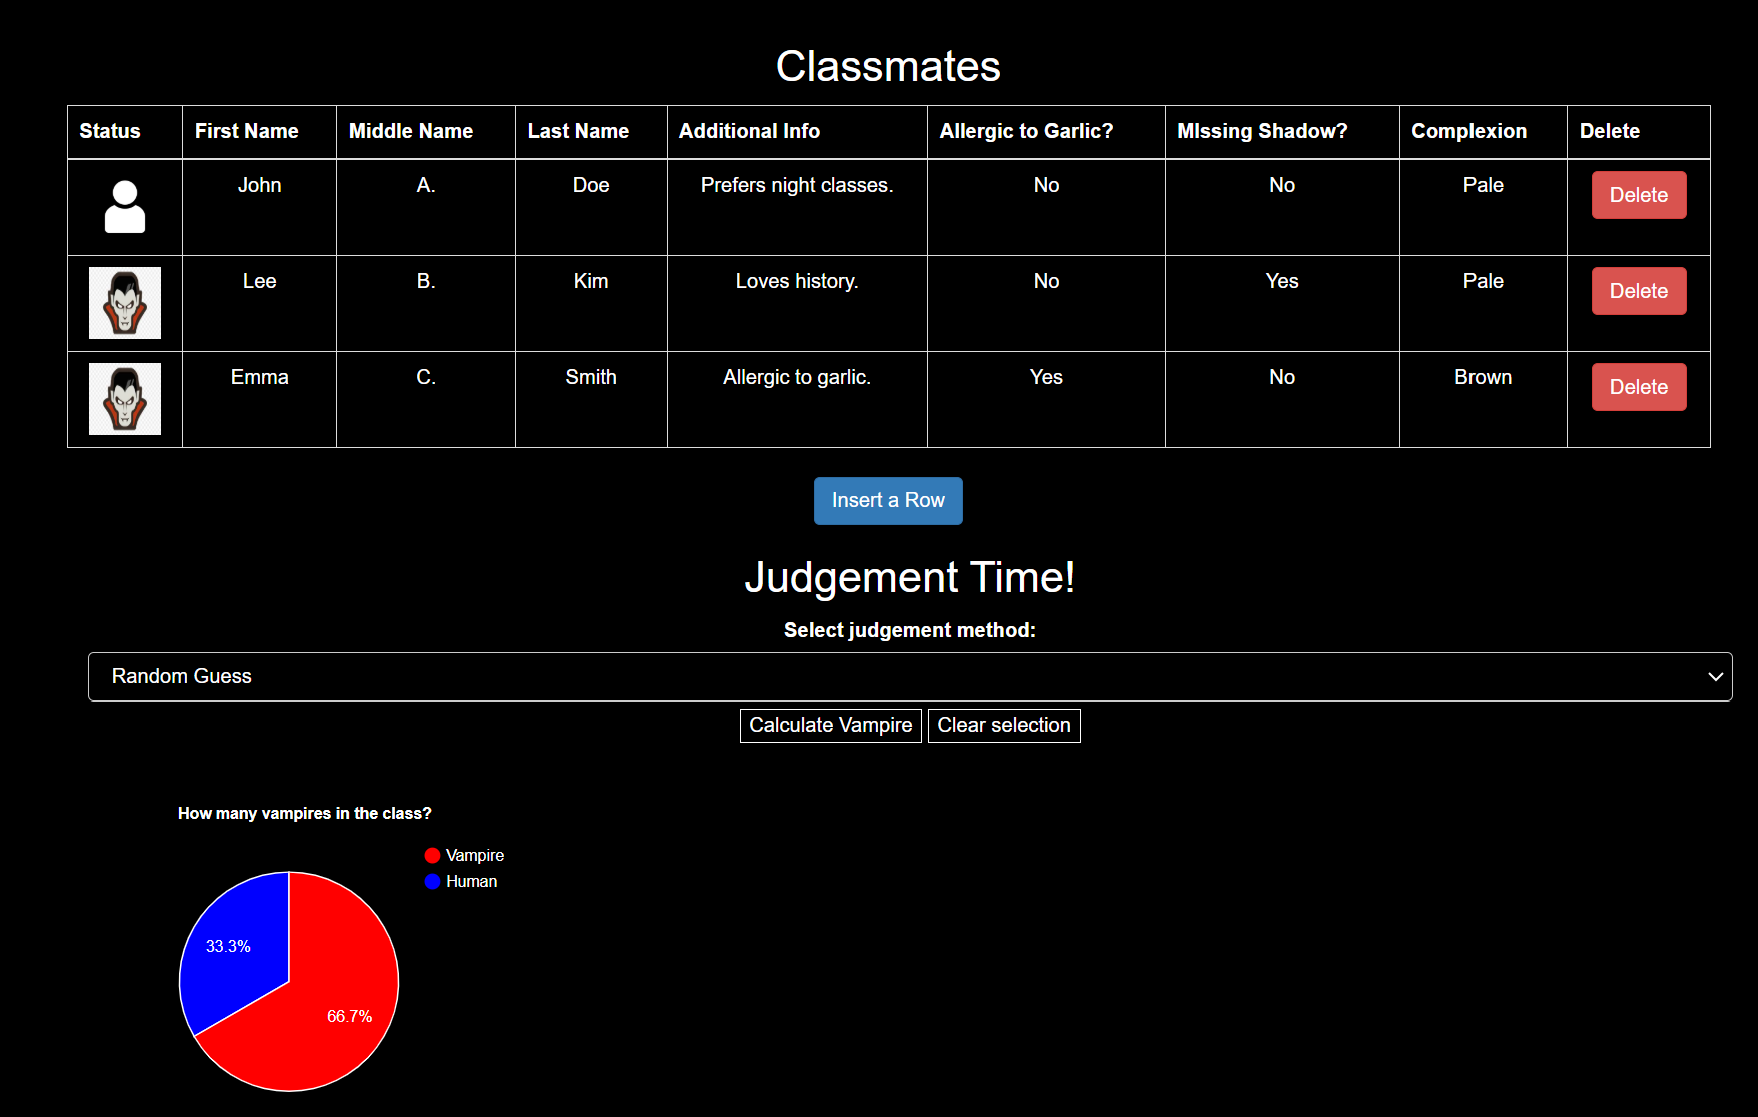 Classmates
Status First Name Middle Name Last Name Additional Info Allergic to Garlic? MIssing Shadow? Complexion Delete
John A. Doe Prefers night classes. No No Pale Delete
Lee B. Kim Loves history. No Yes Pale Delete
Emma C. Smith Allergic to garlic. Yes No Brown Delete
Insert a Row
Judgement Time!
Select judgement method:
Random Guess
Calculate Vampire Clear selection
How many vampires in the class?
Vampire
Human
33.3%
66.7%